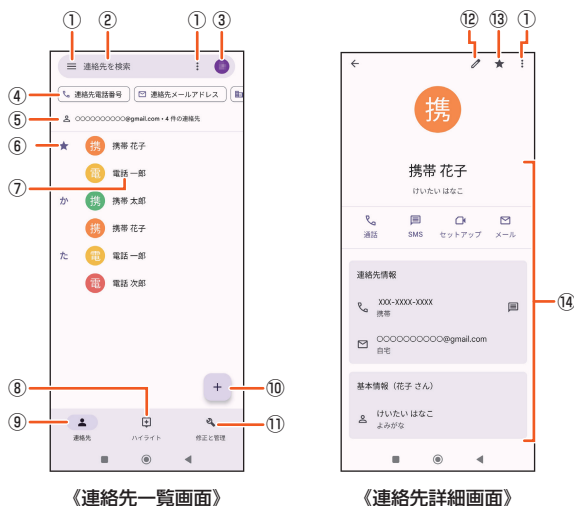 ① ② ① ③
連絡先を検索
④ 連絡先電話番号 連絡先メールアドレス
⑤ ○○○○○○○○○○@gmail.com • 4 件の連絡先
⑥ 携 携帯 花子
⑦ 電 電話 一郎
か 携 携帯 太郎
携 携帯 花子
た 電 電話 一郎
電 電話 次郎
⑧ ⑩
⑨ ⑪
連絡先 ハイライト 修正と管理
《連絡先一覧画面》
⑫ ⑬ ①
携
携帯 花子
けいたい はなこ
通話 SMS セットアップ メール
連絡先情報
XXX-XXXX-XXXX
携帯
⑭
○○○○○○○○○○@gmail.com
自宅
基本情報（花子 さん）
けいたい はなこ
よみがな
《連絡先詳細画面》